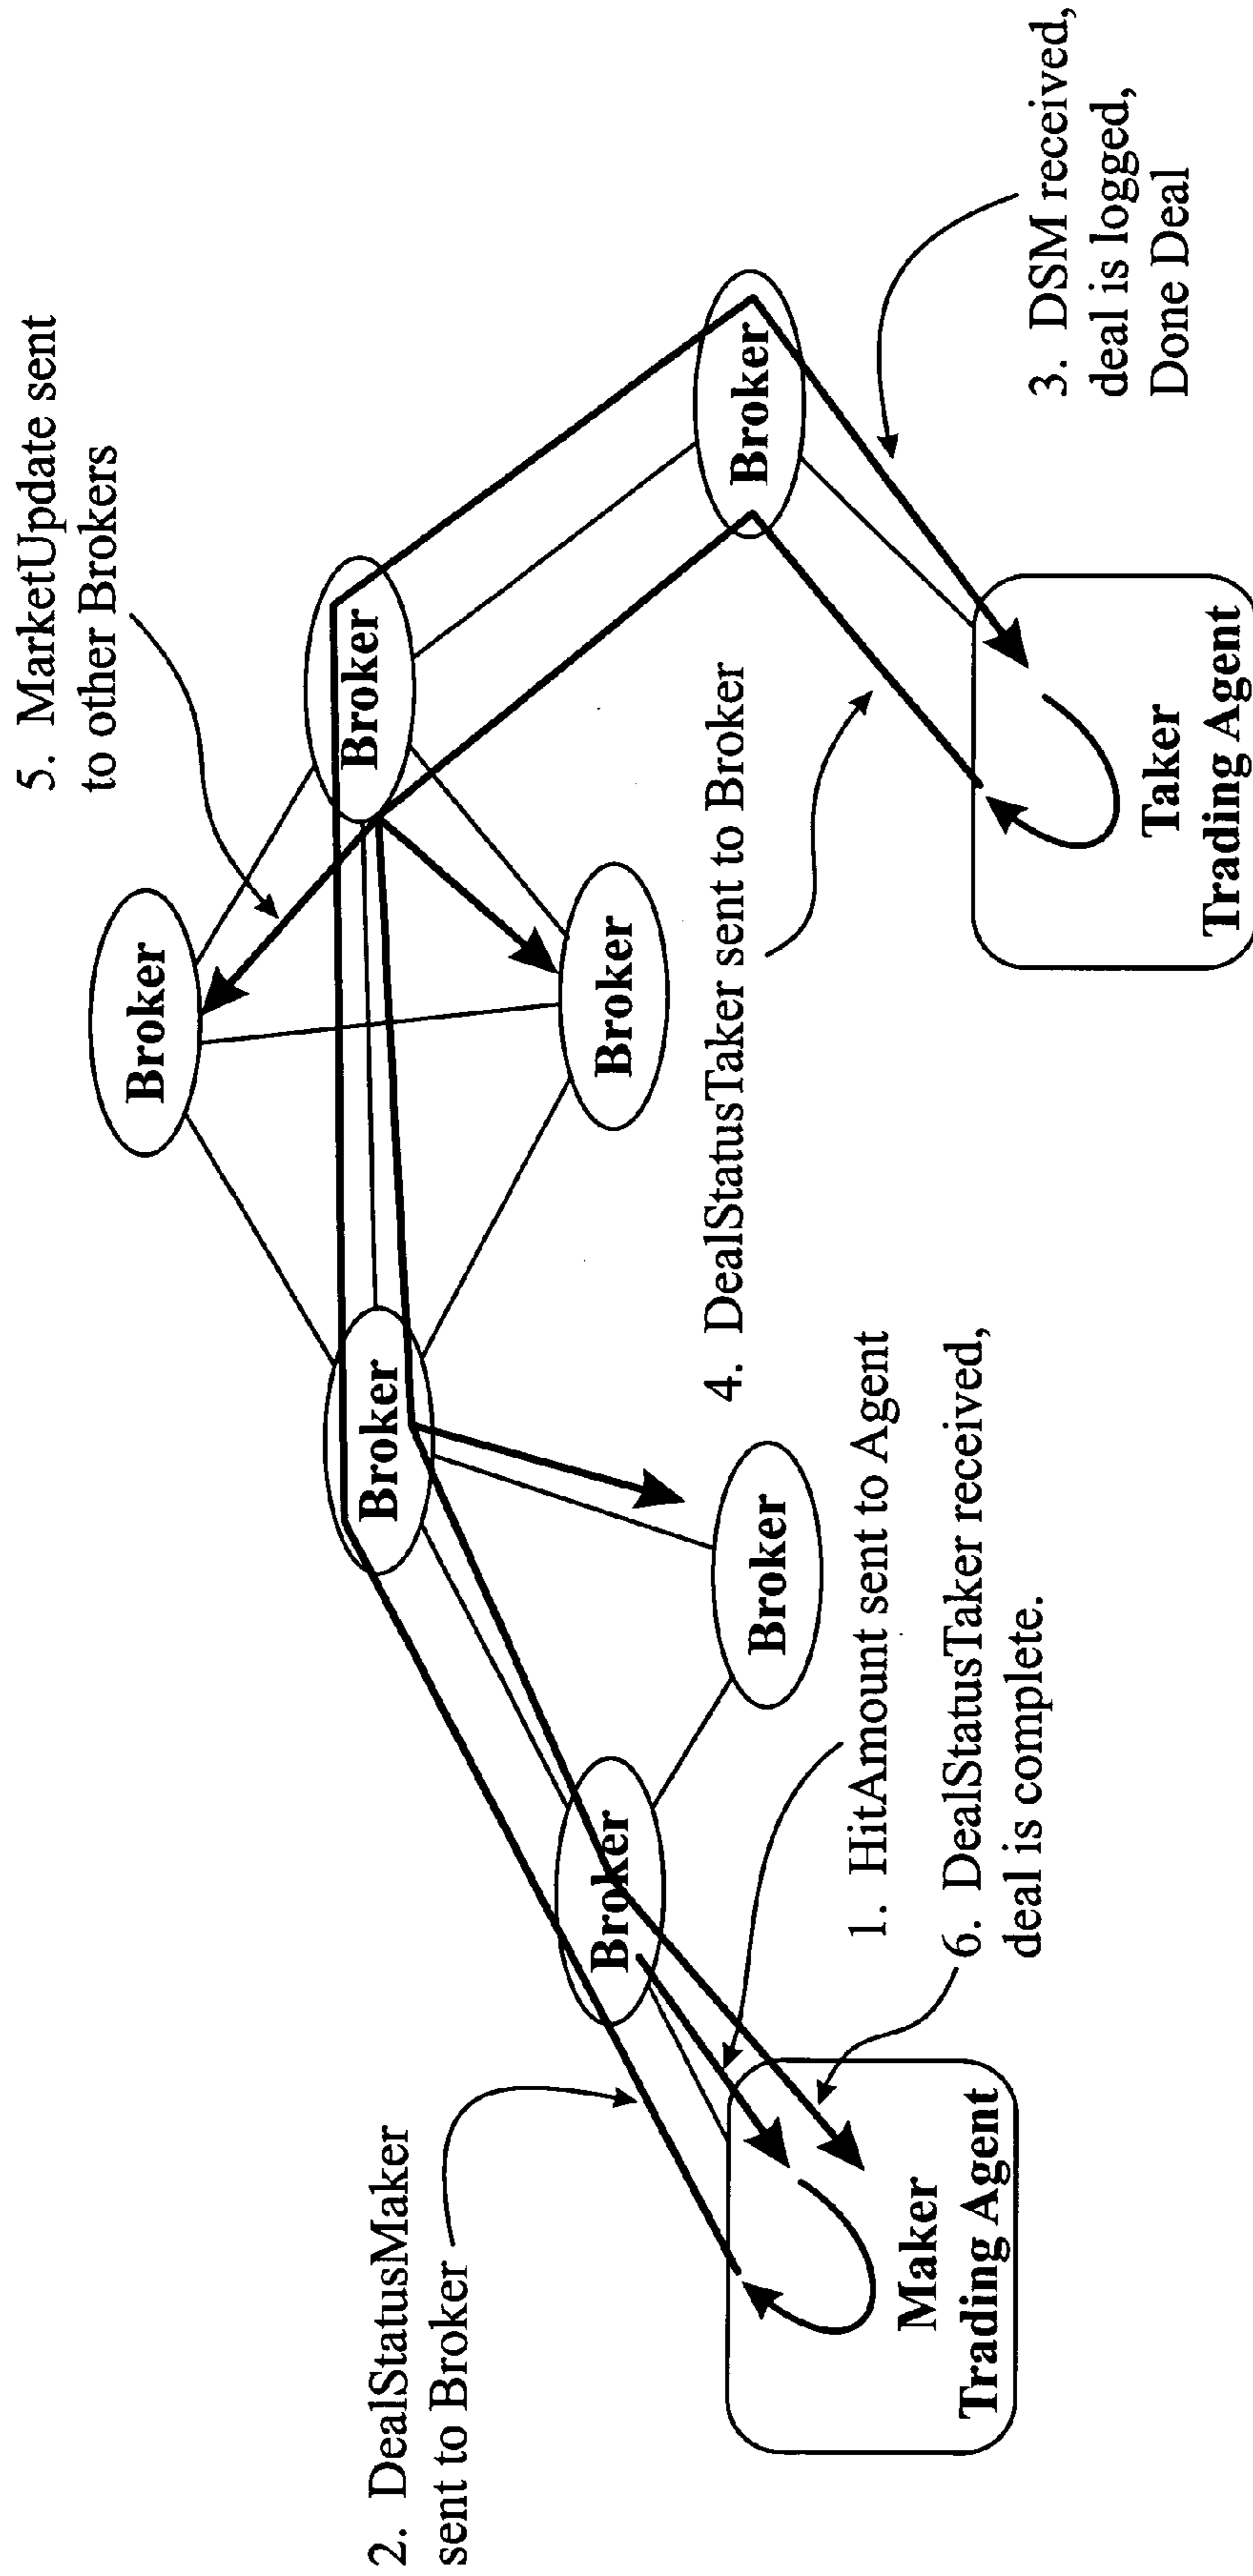 5. MarketUpdate sent
to other Brokers
Broker
Broker
Broker
Broker
Broker
Broker
Broker
2. DealStatusMaker
sent to Broker
4. DealStatusTaker sent to Broker
3. DSM received,
deal is logged,
Done Deal
1. HitAmount sent to Agent
6. DealStatusTaker received,
deal is complete.
Maker
Trading Agent
Taker
Trading Agent